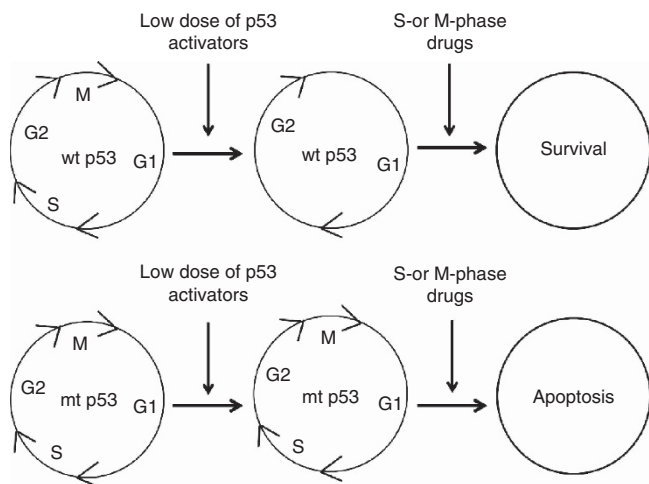 Low dose of p53
activators
S-or M-phase
drugs
M
G2
wt p53
G1
S
G2
wt p53
G1
Survival
Low dose of p53
activators
S-or M-phase
drugs
M
G2
mt p53
G1
S
M
G2
mt p53
G1
S
Apoptosis